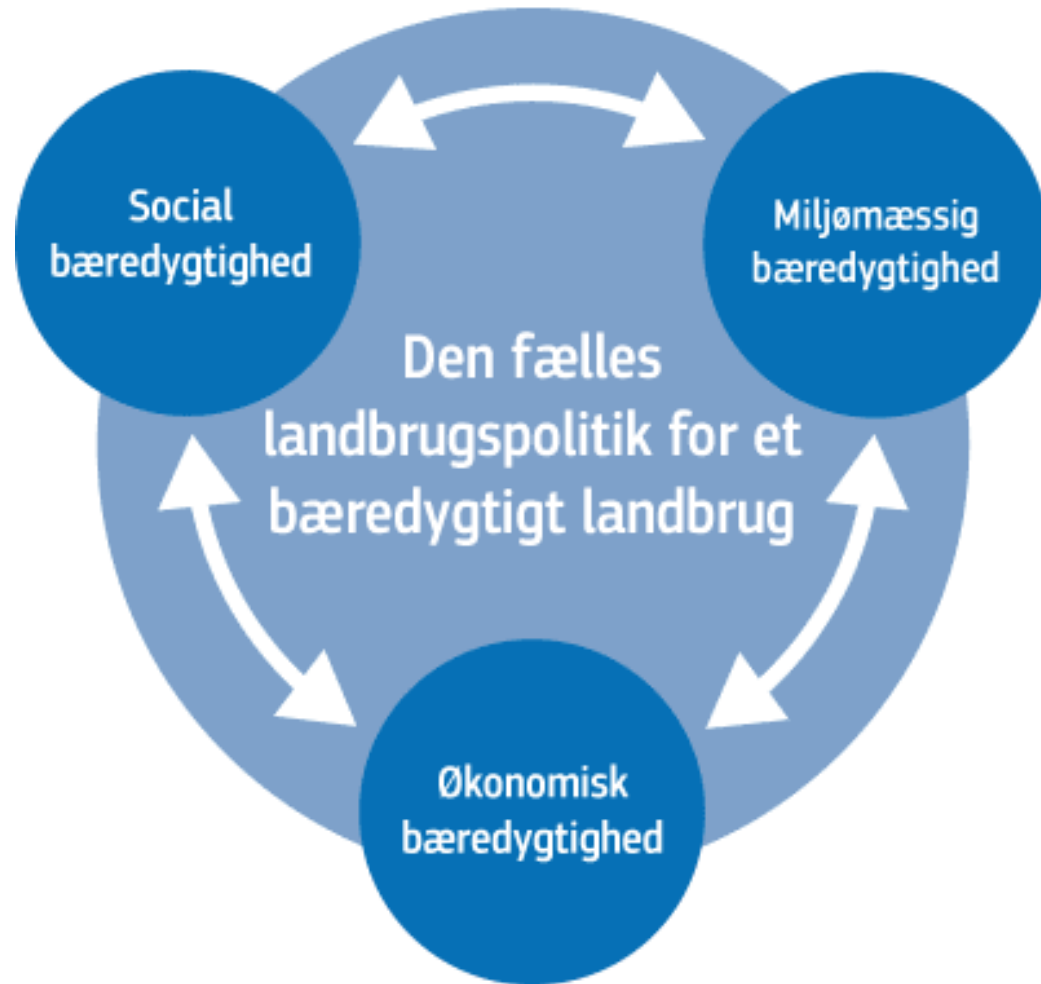 Social
bæredygtighed
Miljømæssig
bæredygtighed
Den fælles
landbrugspolitik for et
bæredygtigt landbrug
Økonomisk
bæredygtighed